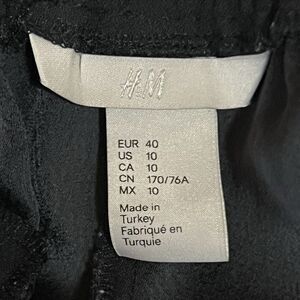 H&M
EUR 40
US 10
CA 10
CN 170/76A
MX 10
Made in
Turkey
Fabriqué en
Turquie